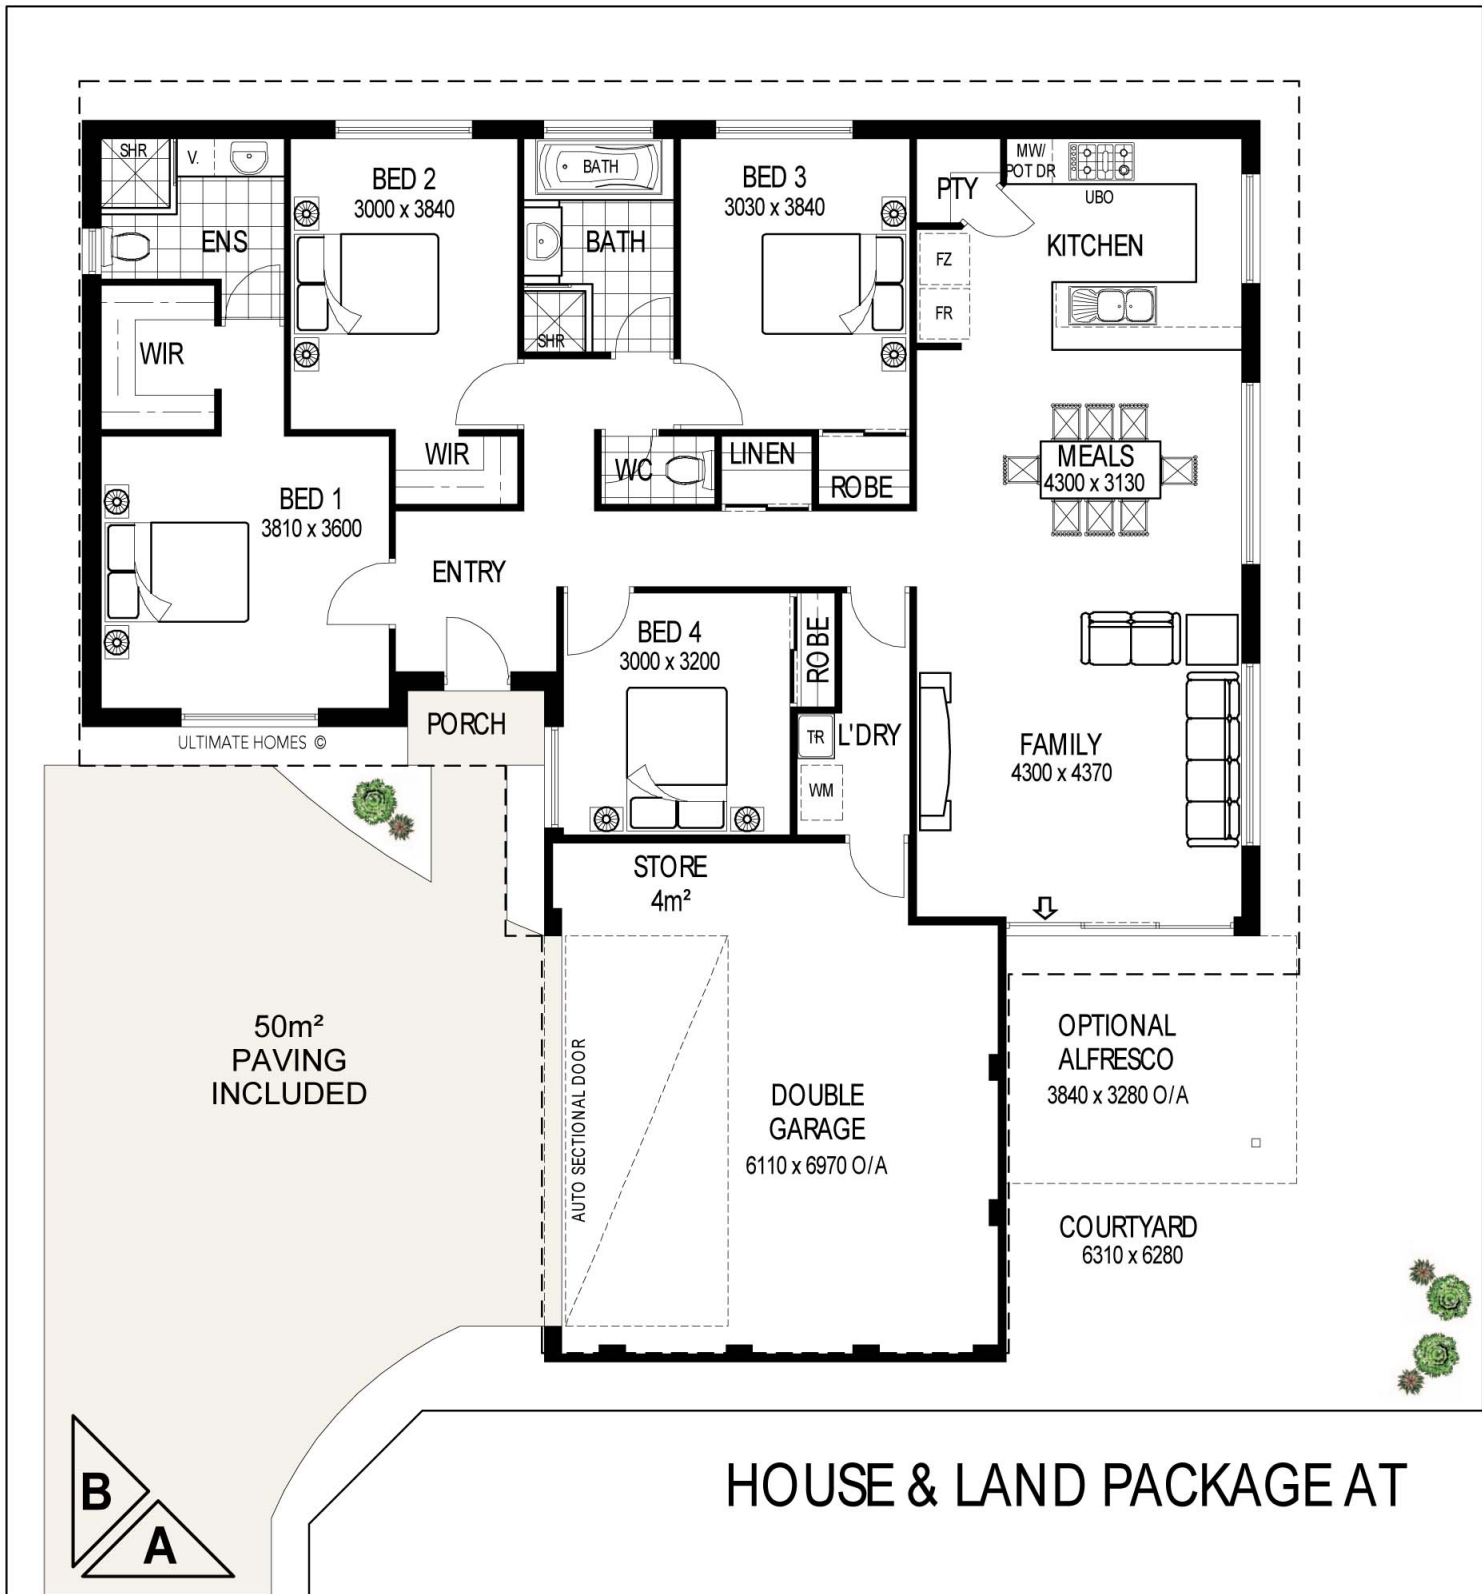 SHR
V.
ENS
WIR
BED 2
3000 x 3840
BATH
BATH
SHR
BED 3
3030 x 3840
PTY
MW/
POT DR
UBO
KITCHEN
FZ
FR
WIR
WC
LINEN
ROBE
MEALS
4300 x 3130
BED 1
3810 x 3600
ENTRY
BED 4
3000 x 3200
ROBE
TR
L'DRY
WM
FAMILY
4300 x 4370
PORCH
ULTIMATE HOMES ©
STORE
4m²
50m²
PAVING
INCLUDED
AUTO SECTIONAL DOOR
DOUBLE
GARAGE
6110 x 6970 O/A
OPTIONAL
ALFRESCO
3840 x 3280 O/A
COURTYARD
6310 x 6280
B
A
HOUSE & LAND PACKAGE AT